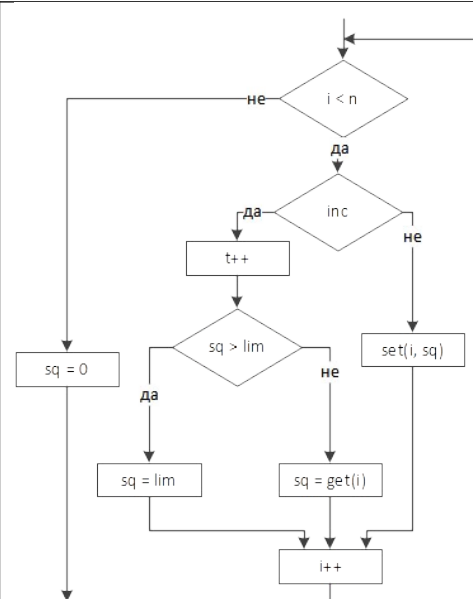 i < n
не
да
inc
да
не
t++
sq > lim
set(i, sq)
sq = 0
не
да
sq = lim
sq = get(i)
i++